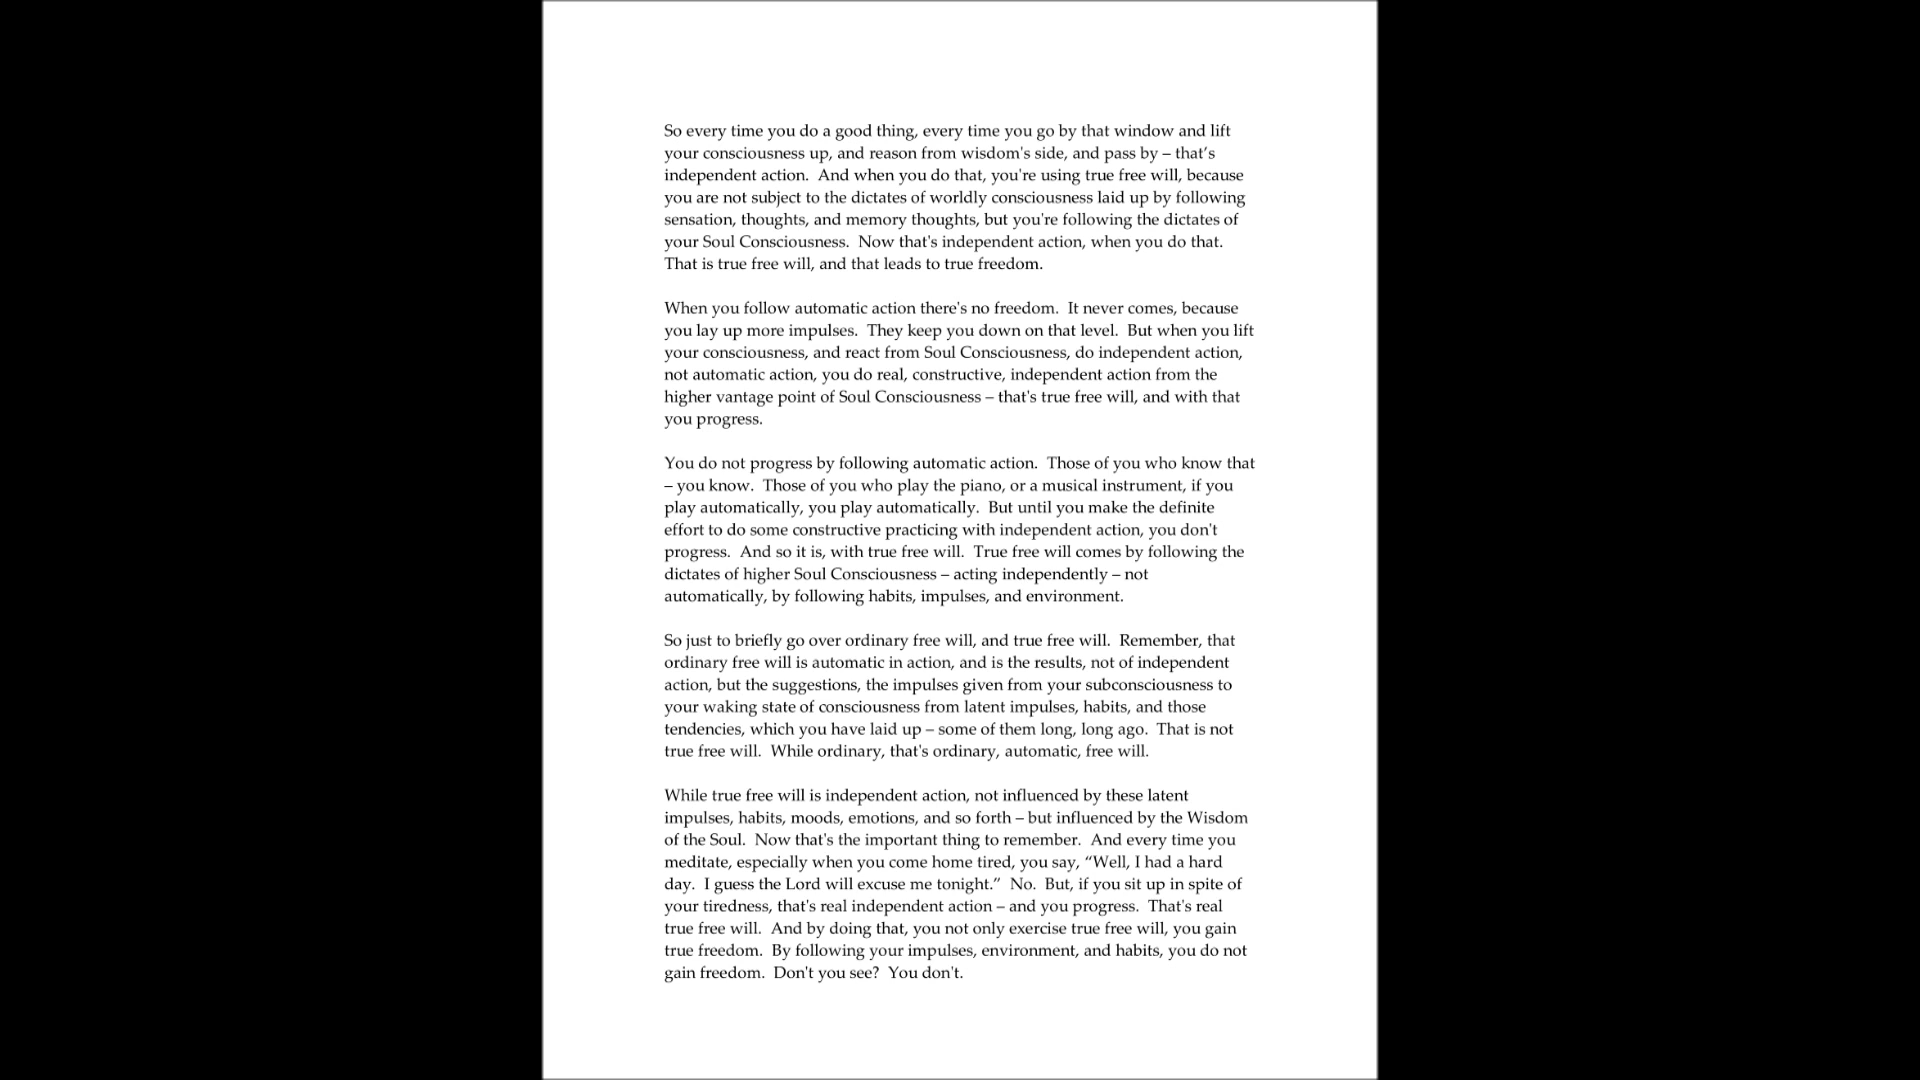 So every time you do a good thing, every time you go by that window and lift
your consciousness up, and reason from wisdom's side, and pass by – that’s
independent action.  And when you do that, you're using true free will, because
you are not subject to the dictates of worldly consciousness laid up by following
sensation, thoughts, and memory thoughts, but you're following the dictates of
your Soul Consciousness.  Now that's independent action, when you do that.
That is true free will, and that leads to true freedom.

When you follow automatic action there's no freedom.  It never comes, because
you lay up more impulses.  They keep you down on that level.  But when you lift
your consciousness, and react from Soul Consciousness, do independent action,
not automatic action, you do real, constructive, independent action from the
higher vantage point of Soul Consciousness – that's true free will, and with that
you progress.

You do not progress by following automatic action.  Those of you who know that
– you know.  Those of you who play the piano, or a musical instrument, if you
play automatically, you play automatically.  But until you make the definite
effort to do some constructive practicing with independent action, you don't
progress.  And so it is, with true free will.  True free will comes by following the
dictates of higher Soul Consciousness – acting independently – not
automatically, by following habits, impulses, and environment.

So just to briefly go over ordinary free will, and true free will.  Remember, that
ordinary free will is automatic in action, and is the results, not of independent
action, but the suggestions, the impulses given from your subconsciousness to
your waking state of consciousness from latent impulses, habits, and those
tendencies, which you have laid up – some of them long, long ago.  That is not
true free will.  While ordinary, that's ordinary, automatic, free will.

While true free will is independent action, not influenced by these latent
impulses, habits, moods, emotions, and so forth – but influenced by the Wisdom
of the Soul.  Now that's the important thing to remember.  And every time you
meditate, especially when you come home tired, you say, “Well, I had a hard
day.  I guess the Lord will excuse me tonight.”  No.  But, if you sit up in spite of
your tiredness, that's real independent action – and you progress.  That's real
true free will.  And by doing that, you not only exercise true free will, you gain
true freedom.  By following your impulses, environment, and habits, you do not
gain freedom.  Don't you see?  You don't.